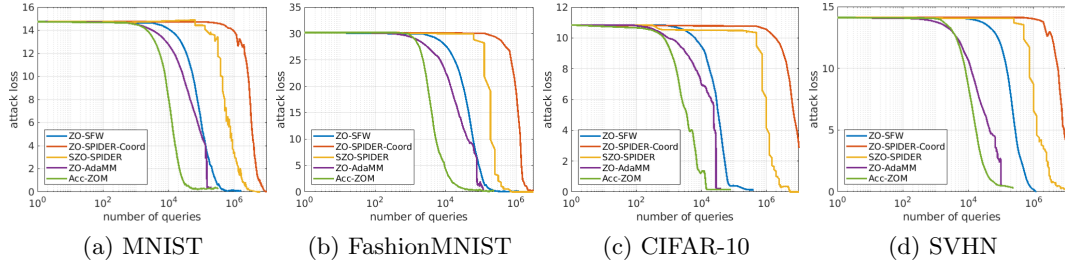 attack loss
16
14
12
10
8
6
4
2
0
ZO-SFW
ZO-SPIDER-Coord
SZO-SPIDER
ZO-AdaMM
Acc-ZOM
10^0 10^2 10^4 10^6
number of queries
(a) MNIST
attack loss
35
30
25
20
15
10
5
0
ZO-SFW
ZO-SPIDER-Coord
SZO-SPIDER
ZO-AdaMM
Acc-ZOM
10^0 10^2 10^4 10^6
number of queries
(b) FashionMNIST
attack loss
12
10
8
6
4
2
0
ZO-SFW
ZO-SPIDER-Coord
SZO-SPIDER
ZO-AdaMM
Acc-ZOM
10^0 10^2 10^4 10^6
number of queries
(c) CIFAR-10
attack loss
15
10
5
0
ZO-SFW
ZO-SPIDER-Coord
SZO-SPIDER
ZO-AdaMM
Acc-ZOM
10^0 10^2 10^4 10^6
number of queries
(d) SVHN